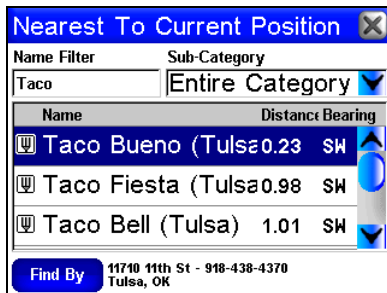 Nearest To Current Position
Name Filter Sub-Category
Taco Entire Category
Name Distance Bearing
Taco Bueno (Tulsa 0.23 SW
Taco Fiesta (Tulsa 0.98 SW
Taco Bell (Tulsa) 1.01 SW
Find By 11710 11th St - 918-438-4370
Tulsa, OK